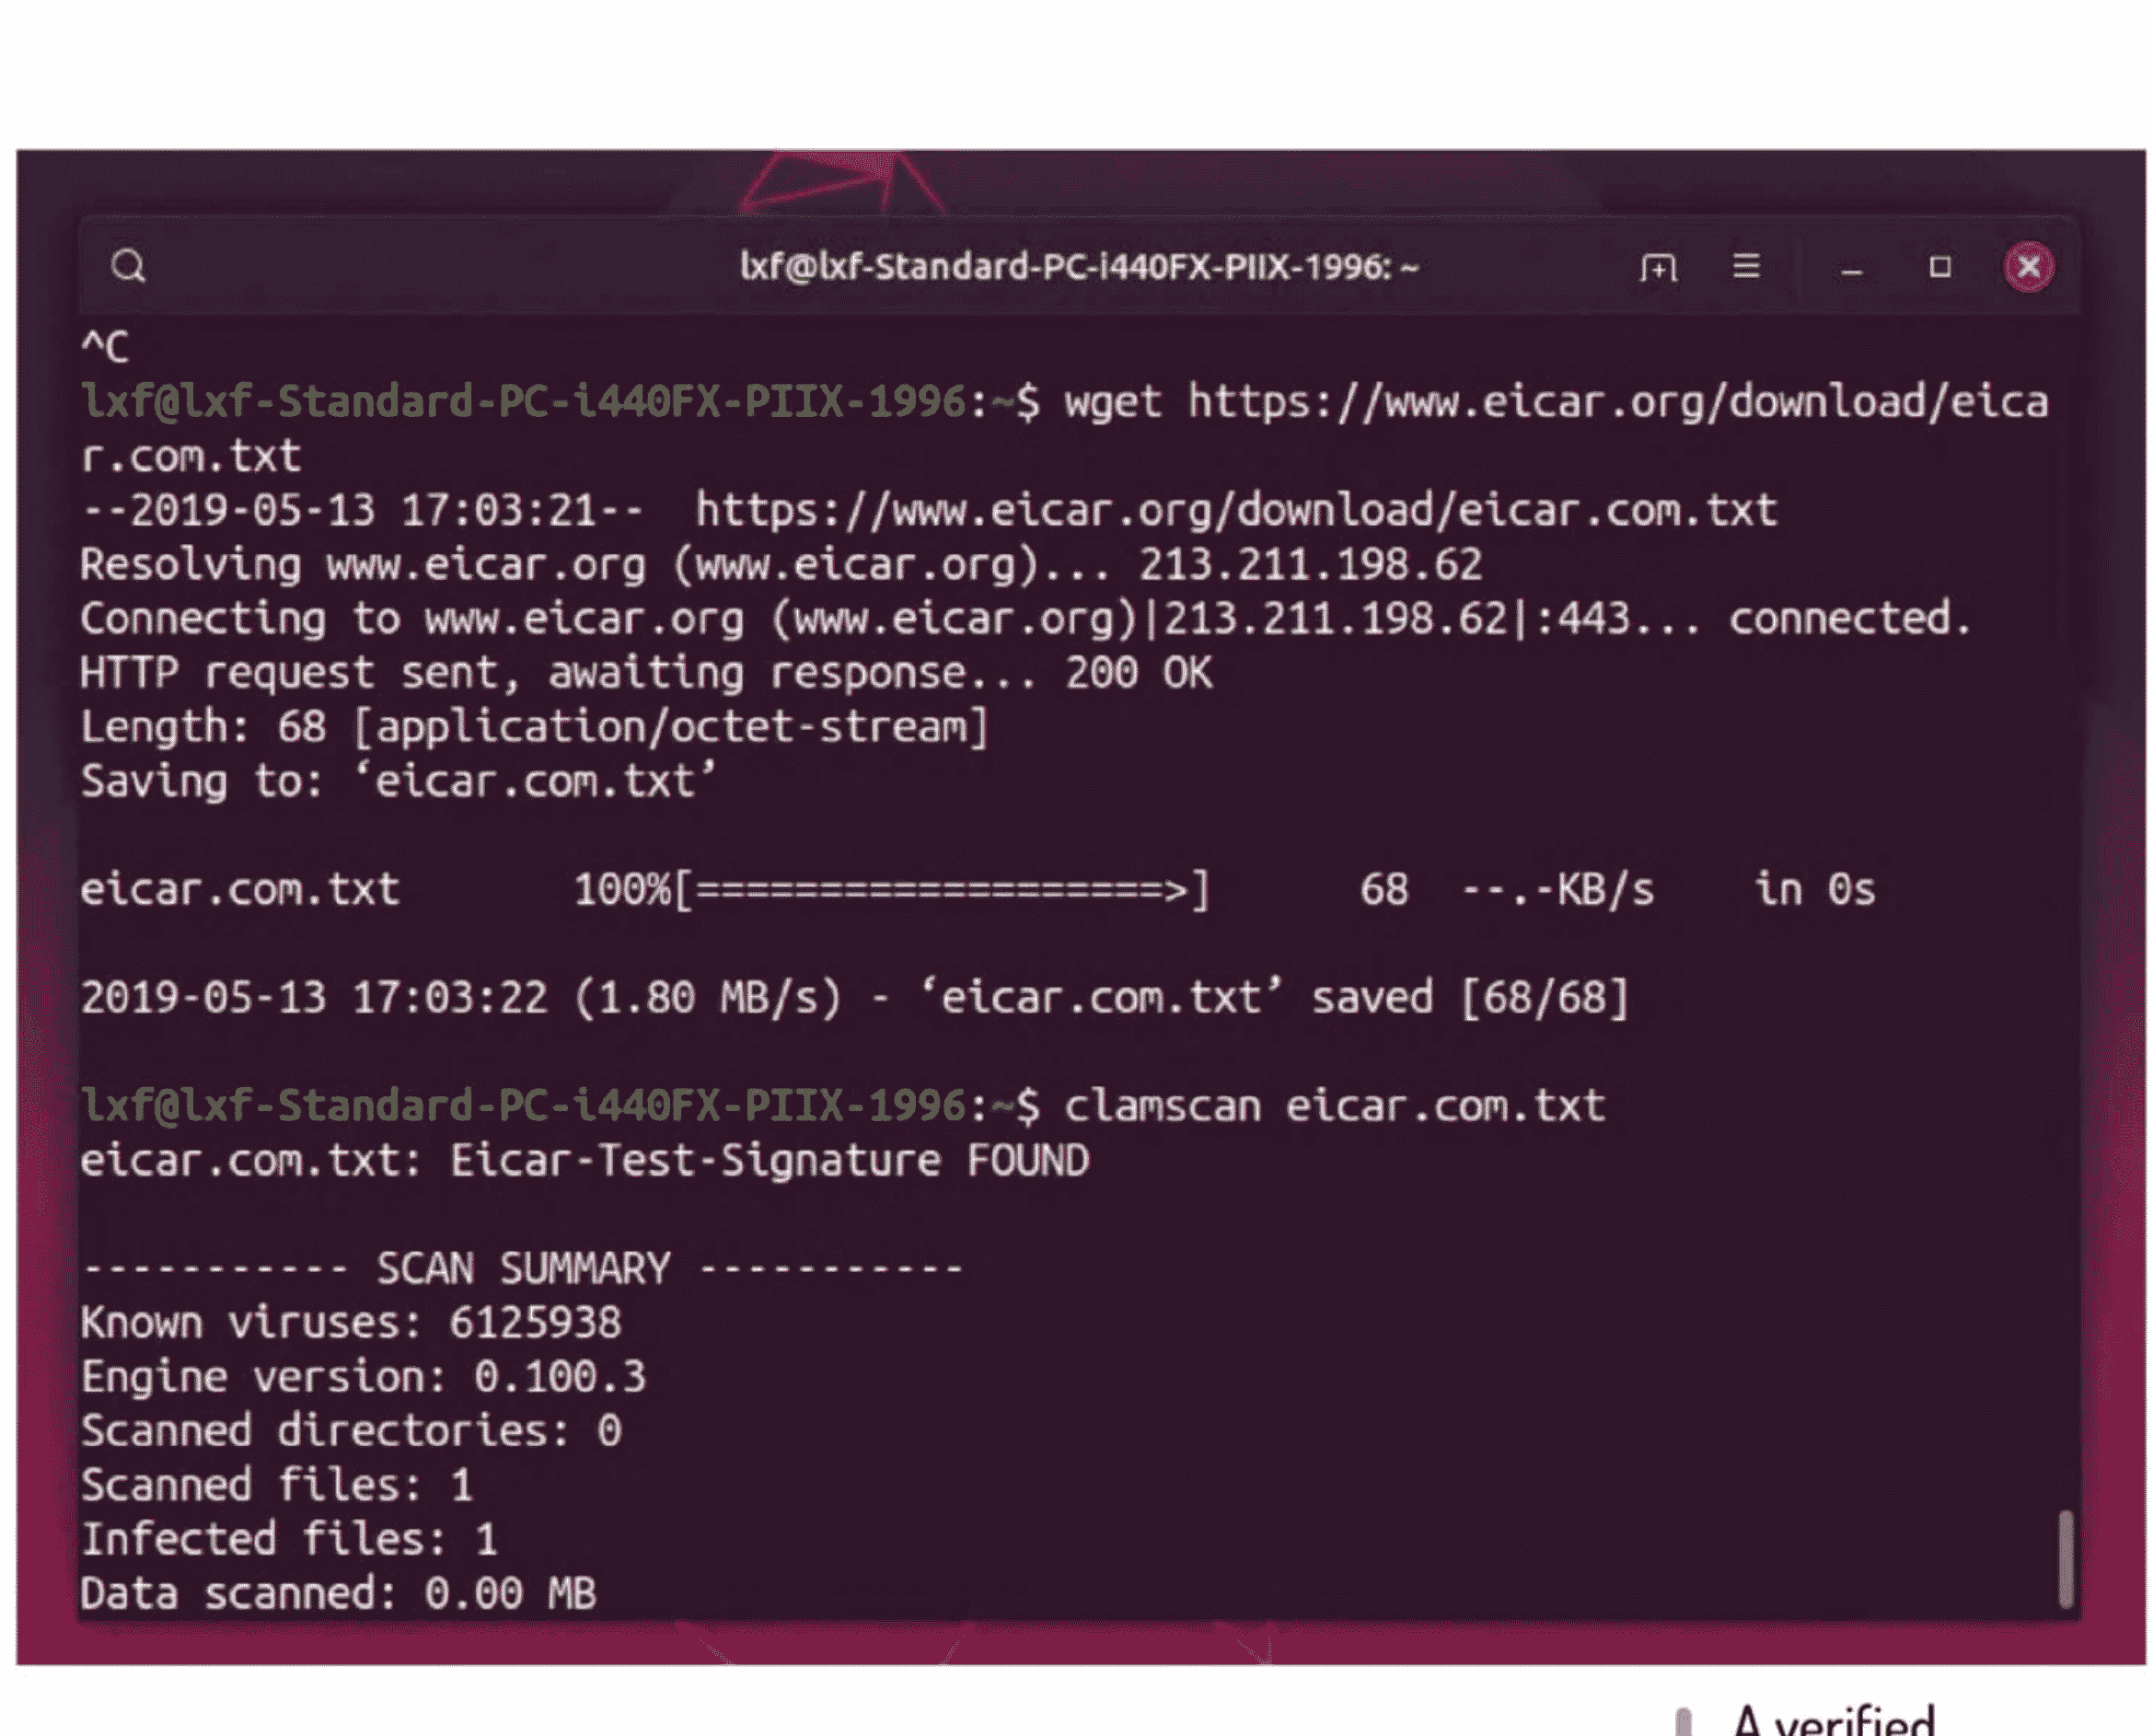 lxf@lxf-Standard-PC-i440FX-PIIX-1996: ~
^C
lxf@lxf-Standard-PC-i440FX-PIIX-1996:~$ wget https://www.eicar.org/download/eica
r.com.txt
--2019-05-13 17:03:21--  https://www.eicar.org/download/eicar.com.txt
Resolving www.eicar.org (www.eicar.org)... 213.211.198.62
Connecting to www.eicar.org (www.eicar.org)|213.211.198.62|:443... connected.
HTTP request sent, awaiting response... 200 OK
Length: 68 [application/octet-stream]
Saving to: ‘eicar.com.txt’
eicar.com.txt       100%[===================>]      68  --.-KB/s    in 0s
2019-05-13 17:03:22 (1.80 MB/s) - ‘eicar.com.txt’ saved [68/68]
lxf@lxf-Standard-PC-i440FX-PIIX-1996:~$ clamscan eicar.com.txt
eicar.com.txt: Eicar-Test-Signature FOUND
----------- SCAN SUMMARY -----------
Known viruses: 6125938
Engine version: 0.100.3
Scanned directories: 0
Scanned files: 1
Infected files: 1
Data scanned: 0.00 MB
A verified